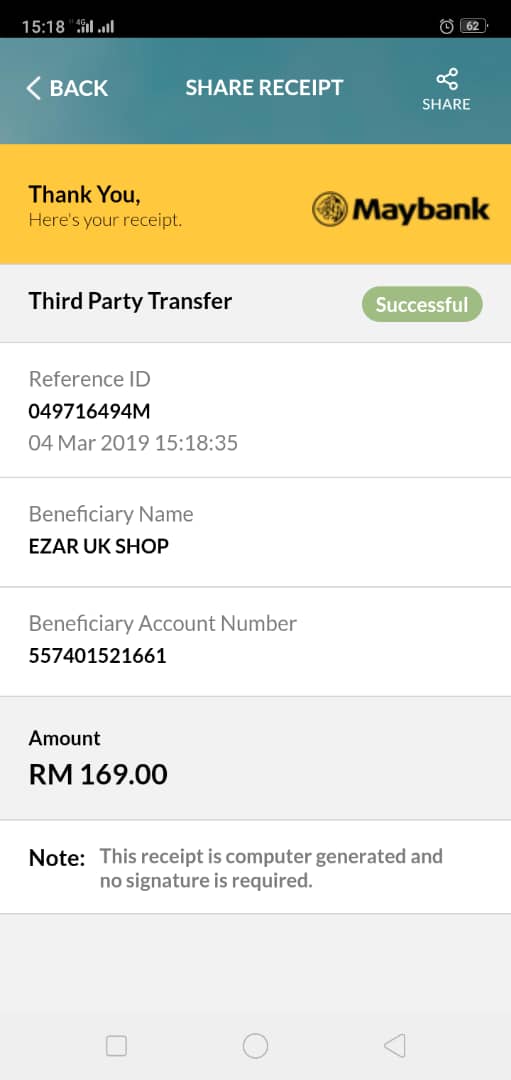 15:18 4G 62
BACK SHARE RECEIPT SHARE
Thank You,
Here's your receipt.
Maybank
Third Party Transfer Successful
Reference ID
049716494M
04 Mar 2019 15:18:35
Beneficiary Name
EZAR UK SHOP
Beneficiary Account Number
557401521661
Amount
RM 169.00
Note: This receipt is computer generated and
no signature is required.